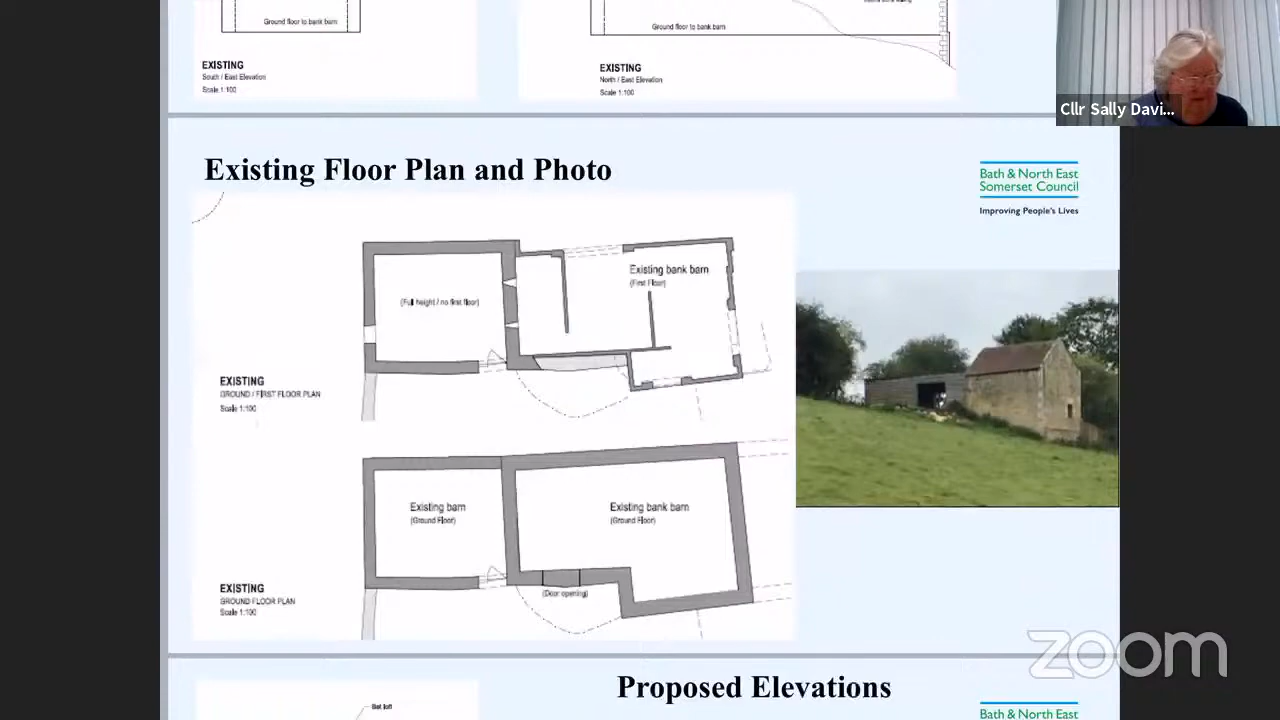 Ground floor to bank barn
EXISTING
South / East Elevation
Scale 1:100
Ground floor to bank barn
EXISTING
North / East Elevation
Scale 1:100
Cllr Sally Davi...
Existing Floor Plan and Photo
Bath & North East
Somerset Council
Improving People's Lives
(Full height / no first floor)
Existing bank barn
(First Floor)
EXISTING
GROUND / FIRST FLOOR PLAN
Scale 1:100
Existing barn
(Ground Floor)
Existing bank barn
(Ground Floor)
(Door opening)
EXISTING
GROUND FLOOR PLAN
Scale 1:100
zoom
Proposed Elevations
Bat loft
Bath & North East